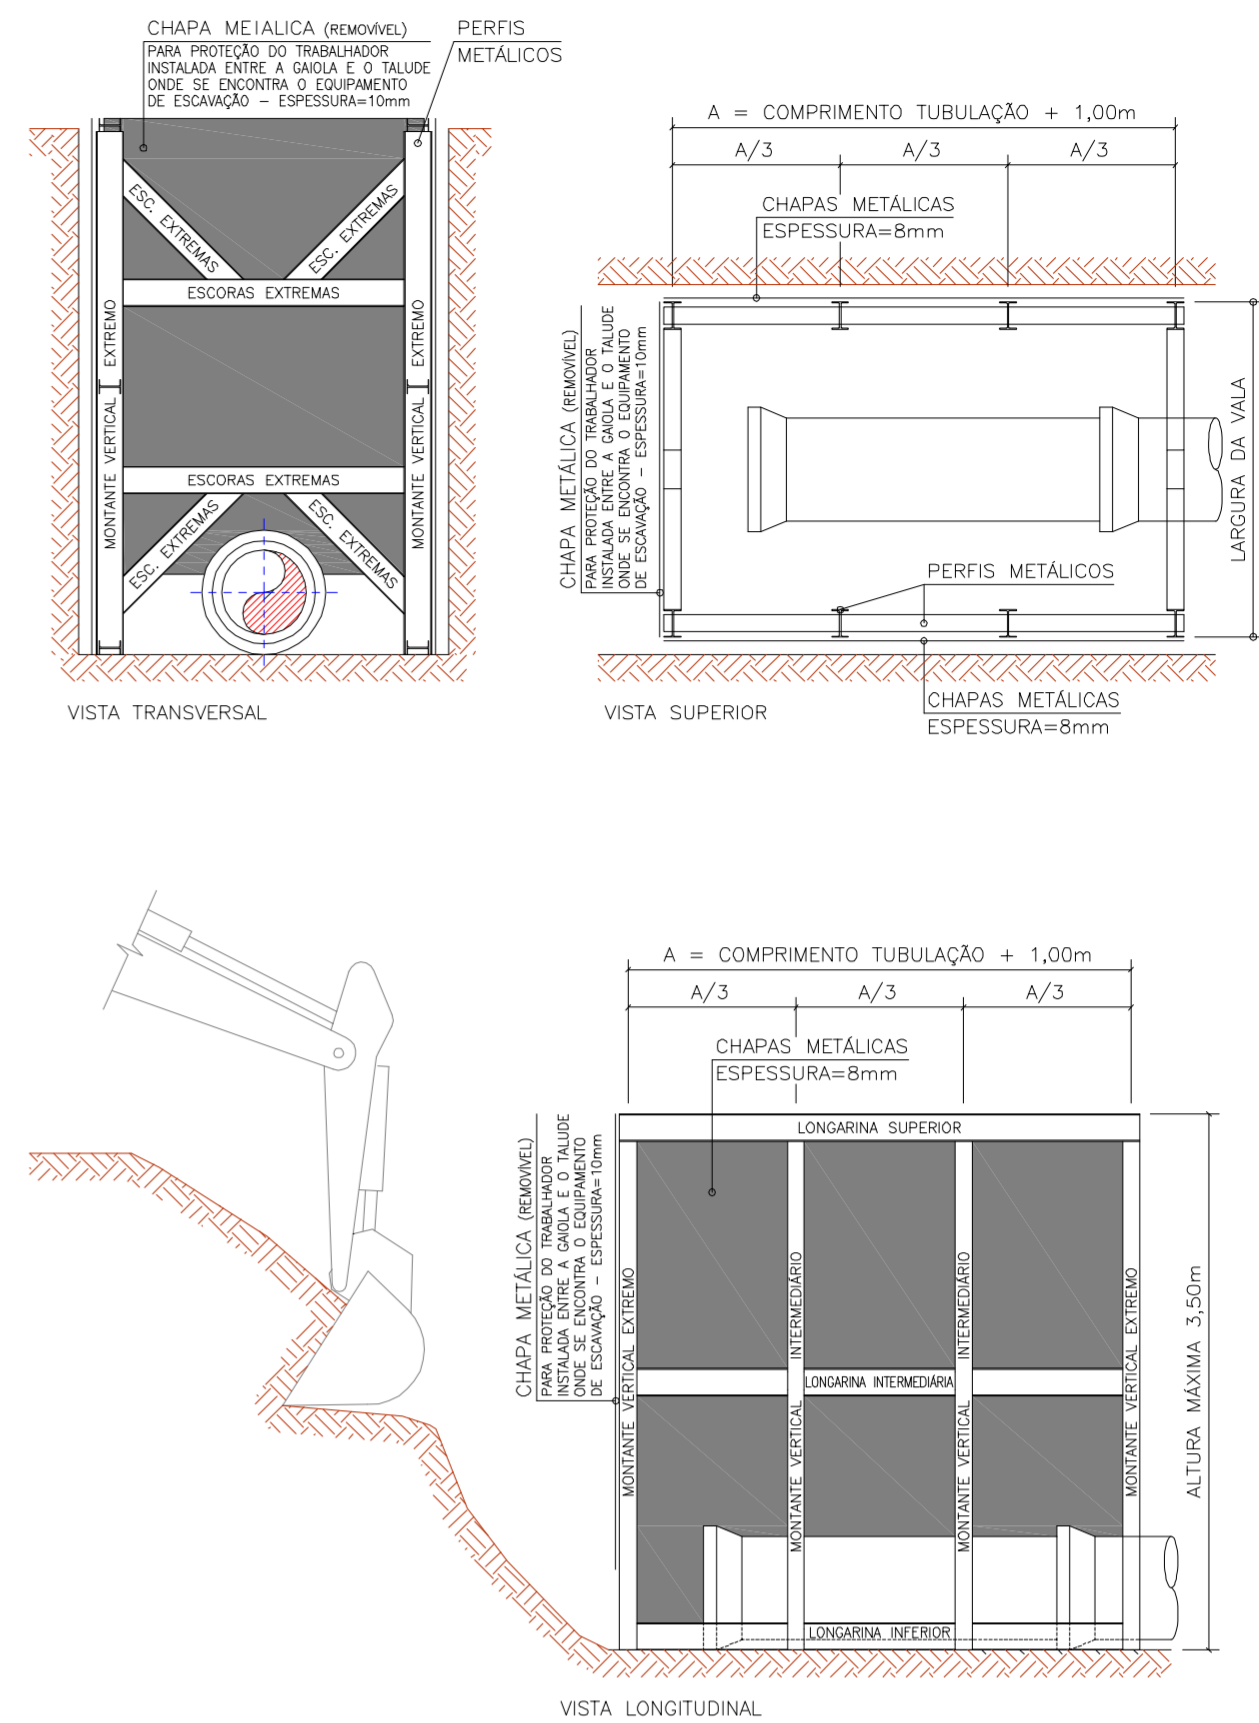 CHAPA MEIALICA (REMOVÍVEL)
PARA PROTEÇÃO DO TRABALHADOR
INSTALADA ENTRE A GAIOLA E O TALUDE
ONDE SE ENCONTRA O EQUIPAMENTO
DE ESCAVAÇÃO – ESPESSURA=10mm
PERFIS
METÁLICOS
ESC. EXTREMAS
ESC. EXTREMAS
ESCORAS EXTREMAS
MONTANTE VERTICAL EXTREMO
MONTANTE VERTICAL EXTREMO
ESCORAS EXTREMAS
ESC. EXTREMAS
ESC. EXTREMAS
VISTA TRANSVERSAL
A = COMPRIMENTO TUBULAÇÃO + 1,00m
A/3
A/3
A/3
CHAPAS METÁLICAS
ESPESSURA=8mm
CHAPA METÁLICA (REMOVÍVEL)
PARA PROTEÇÃO DO TRABALHADOR
INSTALADA ENTRE A GAIOLA E O TALUDE
ONDE SE ENCONTRA O EQUIPAMENTO
DE ESCAVAÇÃO – ESPESSURA=10mm
LARGURA DA VALA
PERFIS METÁLICOS
CHAPAS METÁLICAS
ESPESSURA=8mm
VISTA SUPERIOR
A = COMPRIMENTO TUBULAÇÃO + 1,00m
A/3
A/3
A/3
CHAPAS METÁLICAS
ESPESSURA=8mm
CHAPA METÁLICA (REMOVÍVEL)
PARA PROTEÇÃO DO TRABALHADOR
INSTALADA ENTRE A GAIOLA E O TALUDE
ONDE SE ENCONTRA O EQUIPAMENTO
DE ESCAVAÇÃO – ESPESSURA=10mm
LONGARINA SUPERIOR
MONTANTE VERTICAL EXTREMO
MONTANTE VERTICAL INTERMEDIÁRIO
MONTANTE VERTICAL INTERMEDIÁRIO
MONTANTE VERTICAL EXTREMO
LONGARINA INTERMEDIÁRIA
LONGARINA INFERIOR
ALTURA MÁXIMA 3,50m
VISTA LONGITUDINAL